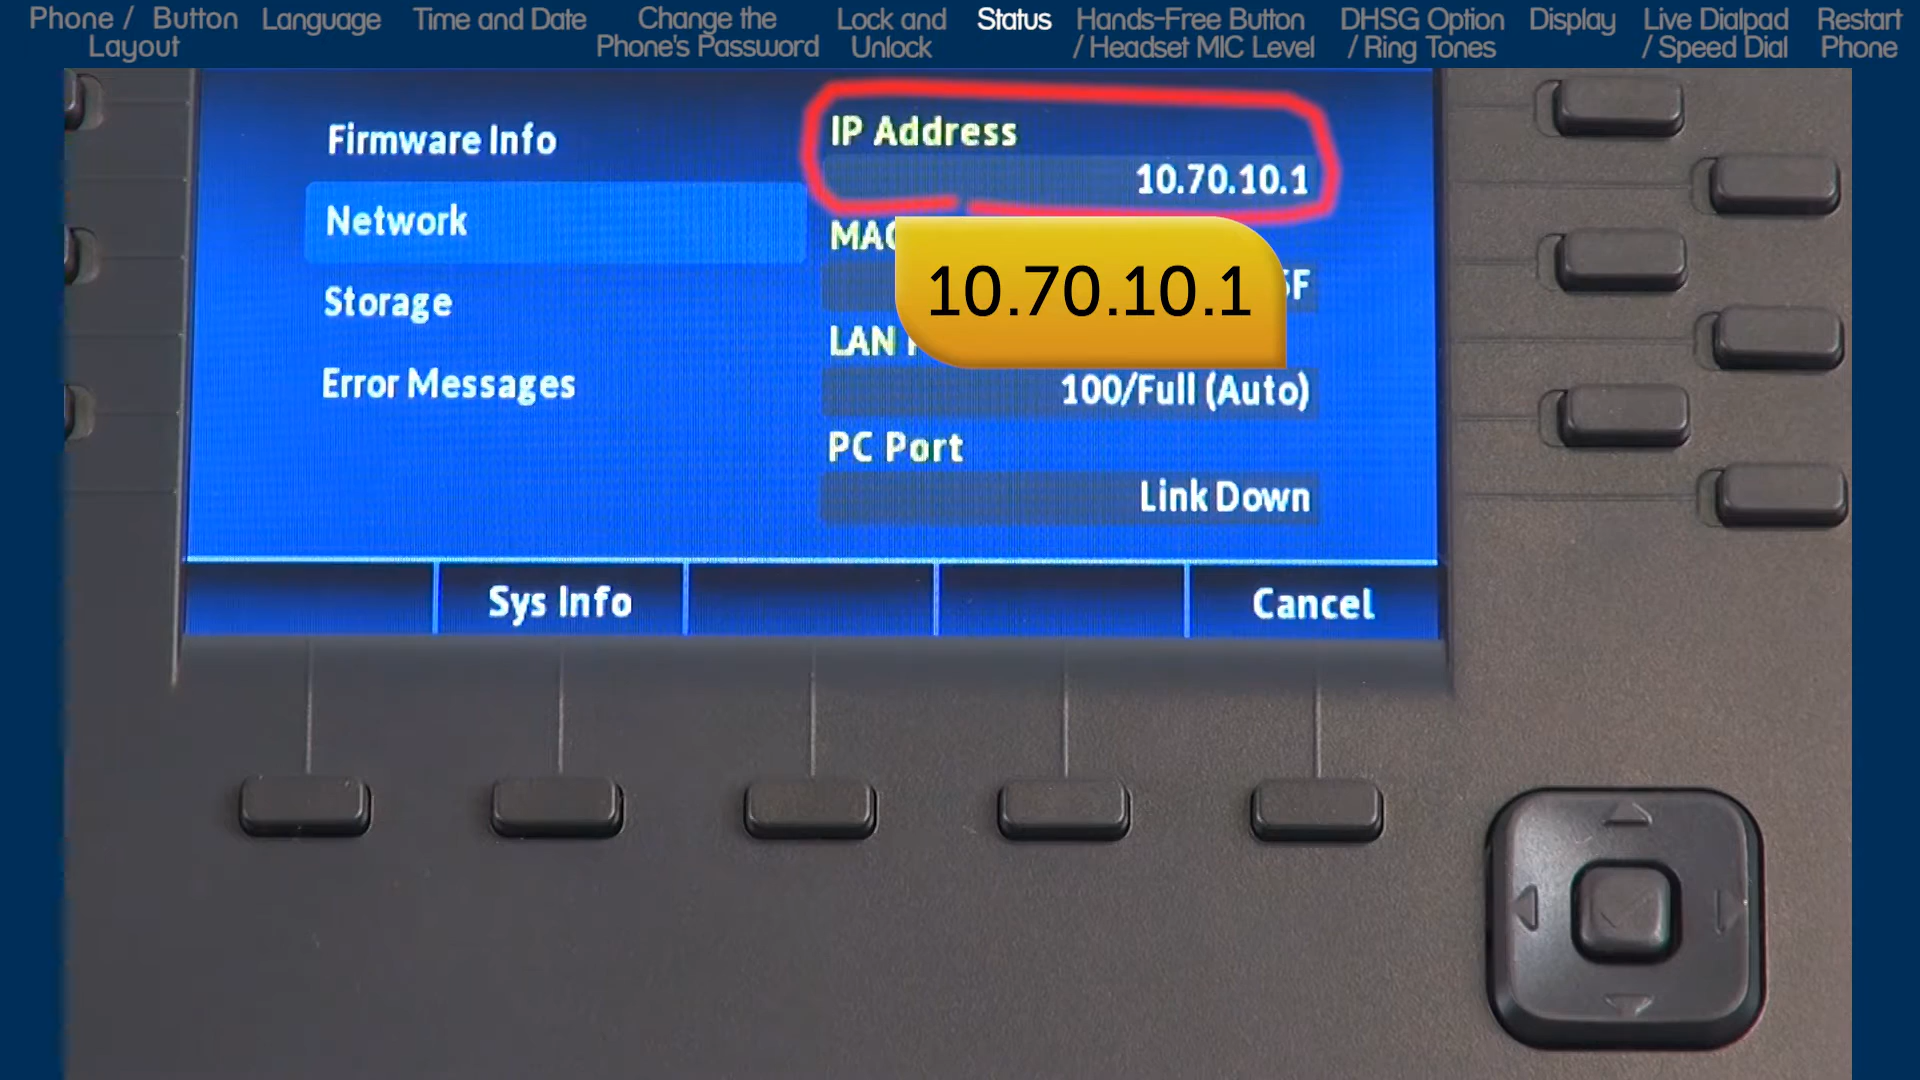 Phone / Button Layout
Language
Time and Date
Change the Phone's Password
Lock and Unlock
Status
Hands-Free Button / Headset MIC Level
DHSG Option / Ring Tones
Display
Live Dialpad / Speed Dial
Restart Phone
Firmware Info
Network
Storage
Error Messages
IP Address
10.70.10.1
10.70.10.1
LAN
100/Full (Auto)
PC Port
Link Down
Sys Info
Cancel